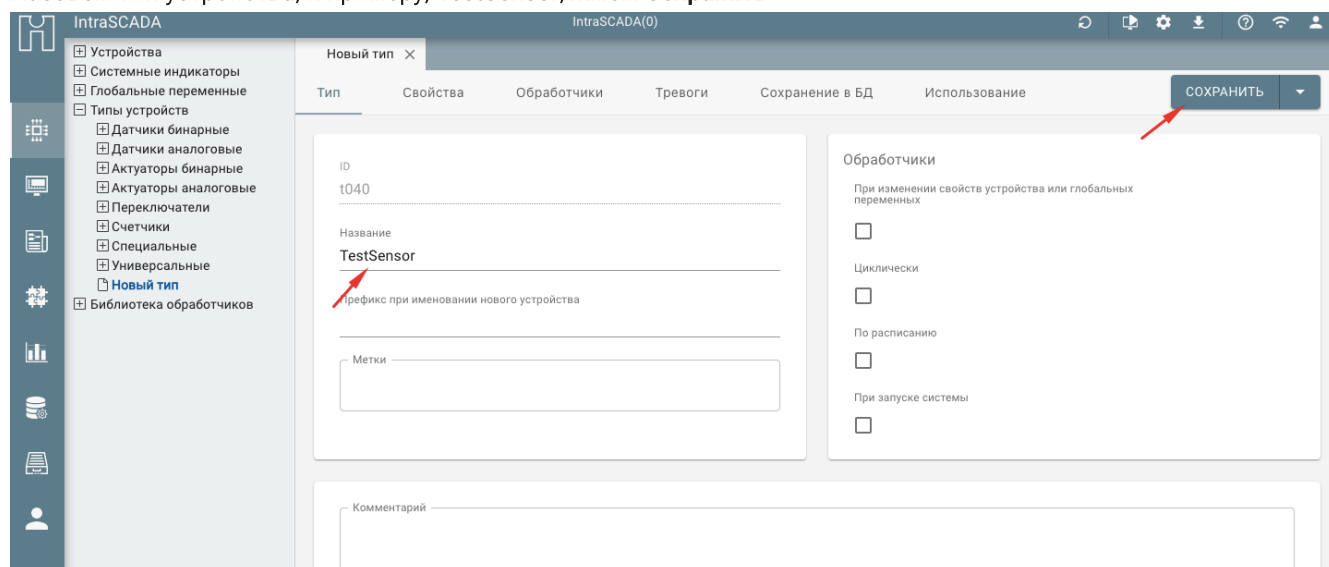 IntraSCADA
IntraSCADA(0)
Устройства
Системные индикаторы
Глобальные переменные
Типы устройств
Датчики бинарные
Датчики аналоговые
Актуаторы бинарные
Актуаторы аналоговые
Переключатели
Счетчики
Специальные
Универсальные
Новый тип
Библиотека обработчиков
Новый тип
Тип Свойства Обработчики Тревоги Сохранение в БД Использование
СОХРАНИТЬ
ID
t040
Название
TestSensor
Префикс при именовании нового устройства
Метки
Обработчики
При изменении свойств устройства или глобальных
переменных
Циклически
По расписанию
При запуске системы
Комментарий